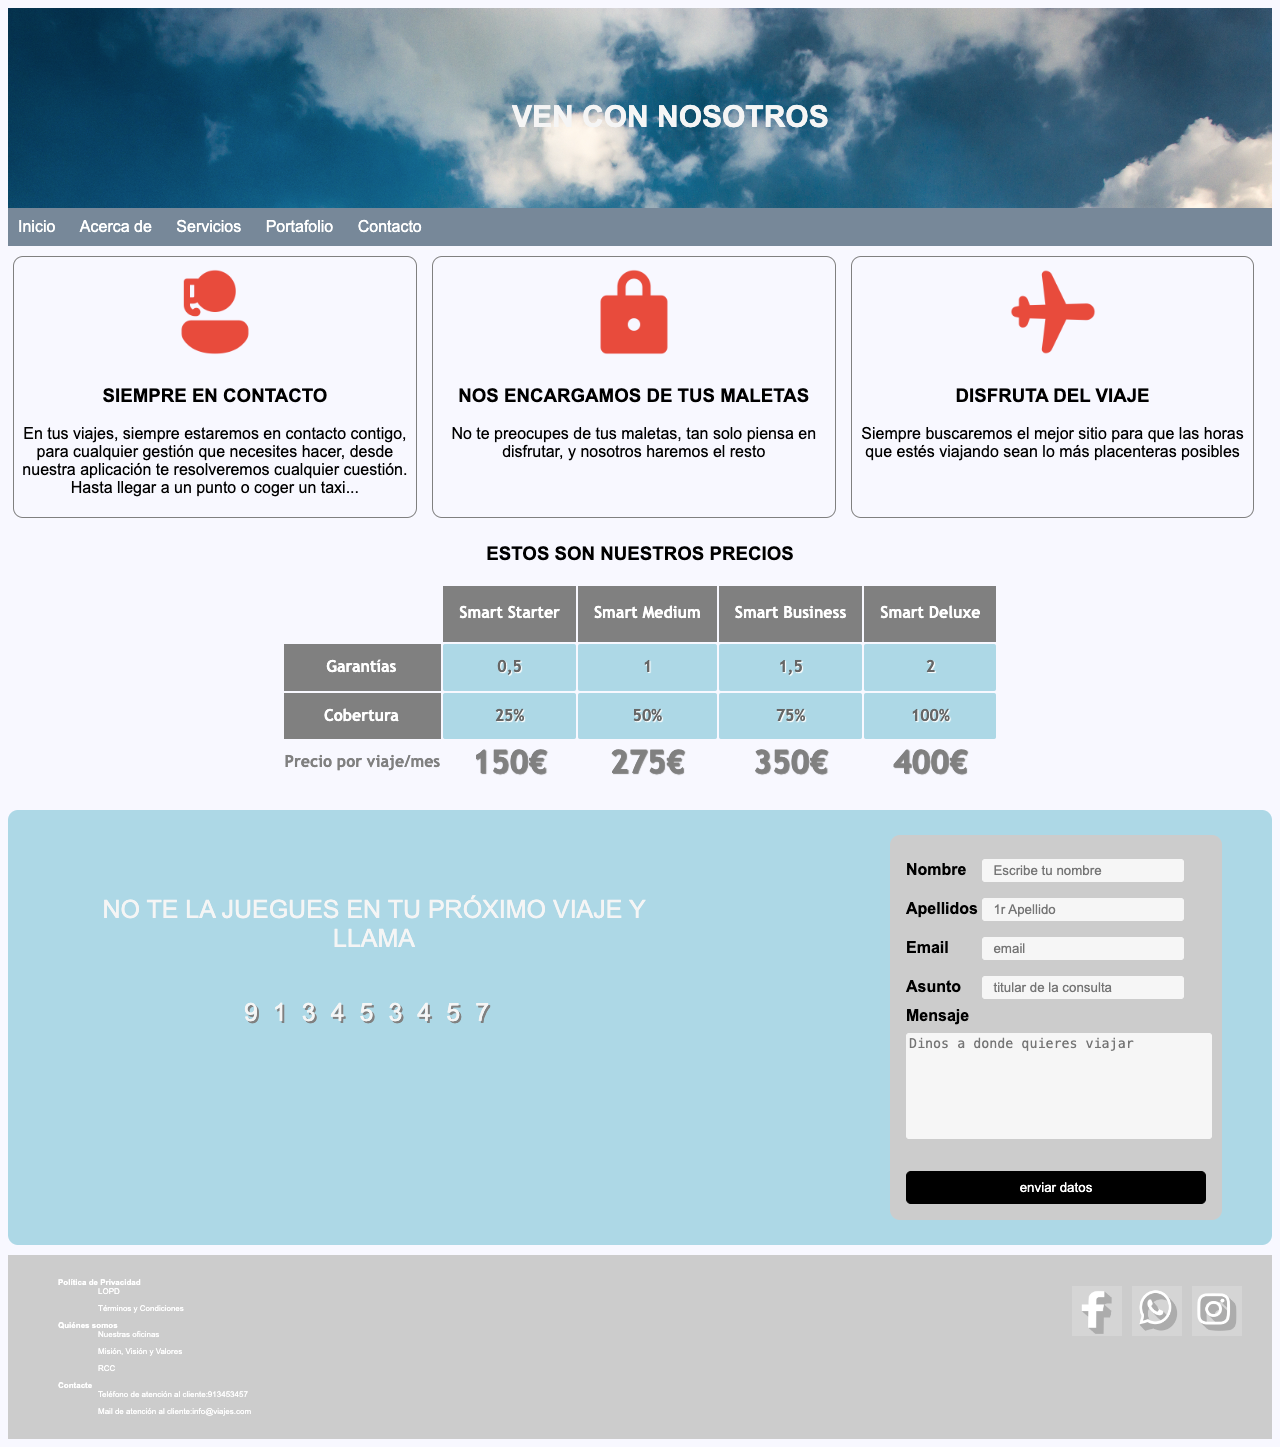 VEN CON NOSOTROS
Inicio Acerca de Servicios Portafolio Contacto
SIEMPRE EN CONTACTO
En tus viajes, siempre estaremos en contacto contigo,
para cualquier gestión que necesites hacer, desde
nuestra aplicación te resolveremos cualquier cuestión.
Hasta llegar a un punto o coger un taxi...
NOS ENCARGAMOS DE TUS MALETAS
No te preocupes de tus maletas, tan solo piensa en
disfrutar, y nosotros haremos el resto
DISFRUTA DEL VIAJE
Siempre buscaremos el mejor sitio para que las horas
que estés viajando sean lo más placenteras posibles
ESTOS SON NUESTROS PRECIOS
Smart Starter Smart Medium Smart Business Smart Deluxe
Garantías 0,5 1 1,5 2
Cobertura 25% 50% 75% 100%
Precio por viaje/mes 150€ 275€ 350€ 400€
NO TE LA JUEGUES EN TU PRÓXIMO VIAJE Y
LLAMA
9 1 3 4 5 3 4 5 7
Nombre Escribe tu nombre
Apellidos 1r Apellido
Email email
Asunto titular de la consulta
Mensaje
Dinos a donde quieres viajar
enviar datos
Política de Privacidad
LOPD
Términos y Condiciones
Quiénes somos
Nuestras oficinas
Misión, Visión y Valores
RCC
Contacta
Teléfono de atención al cliente:913453457
Mail de atención al cliente:info@viajes.com